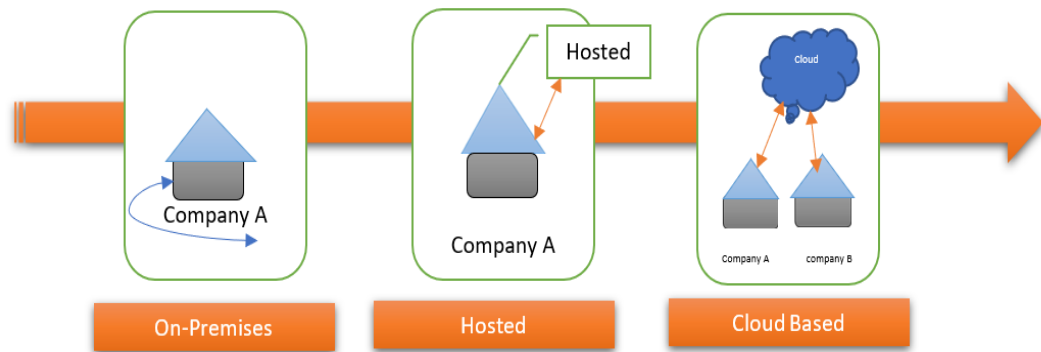 Company A
On-Premises
Hosted
Company A
Hosted
Cloud
Company A
company B
Cloud Based